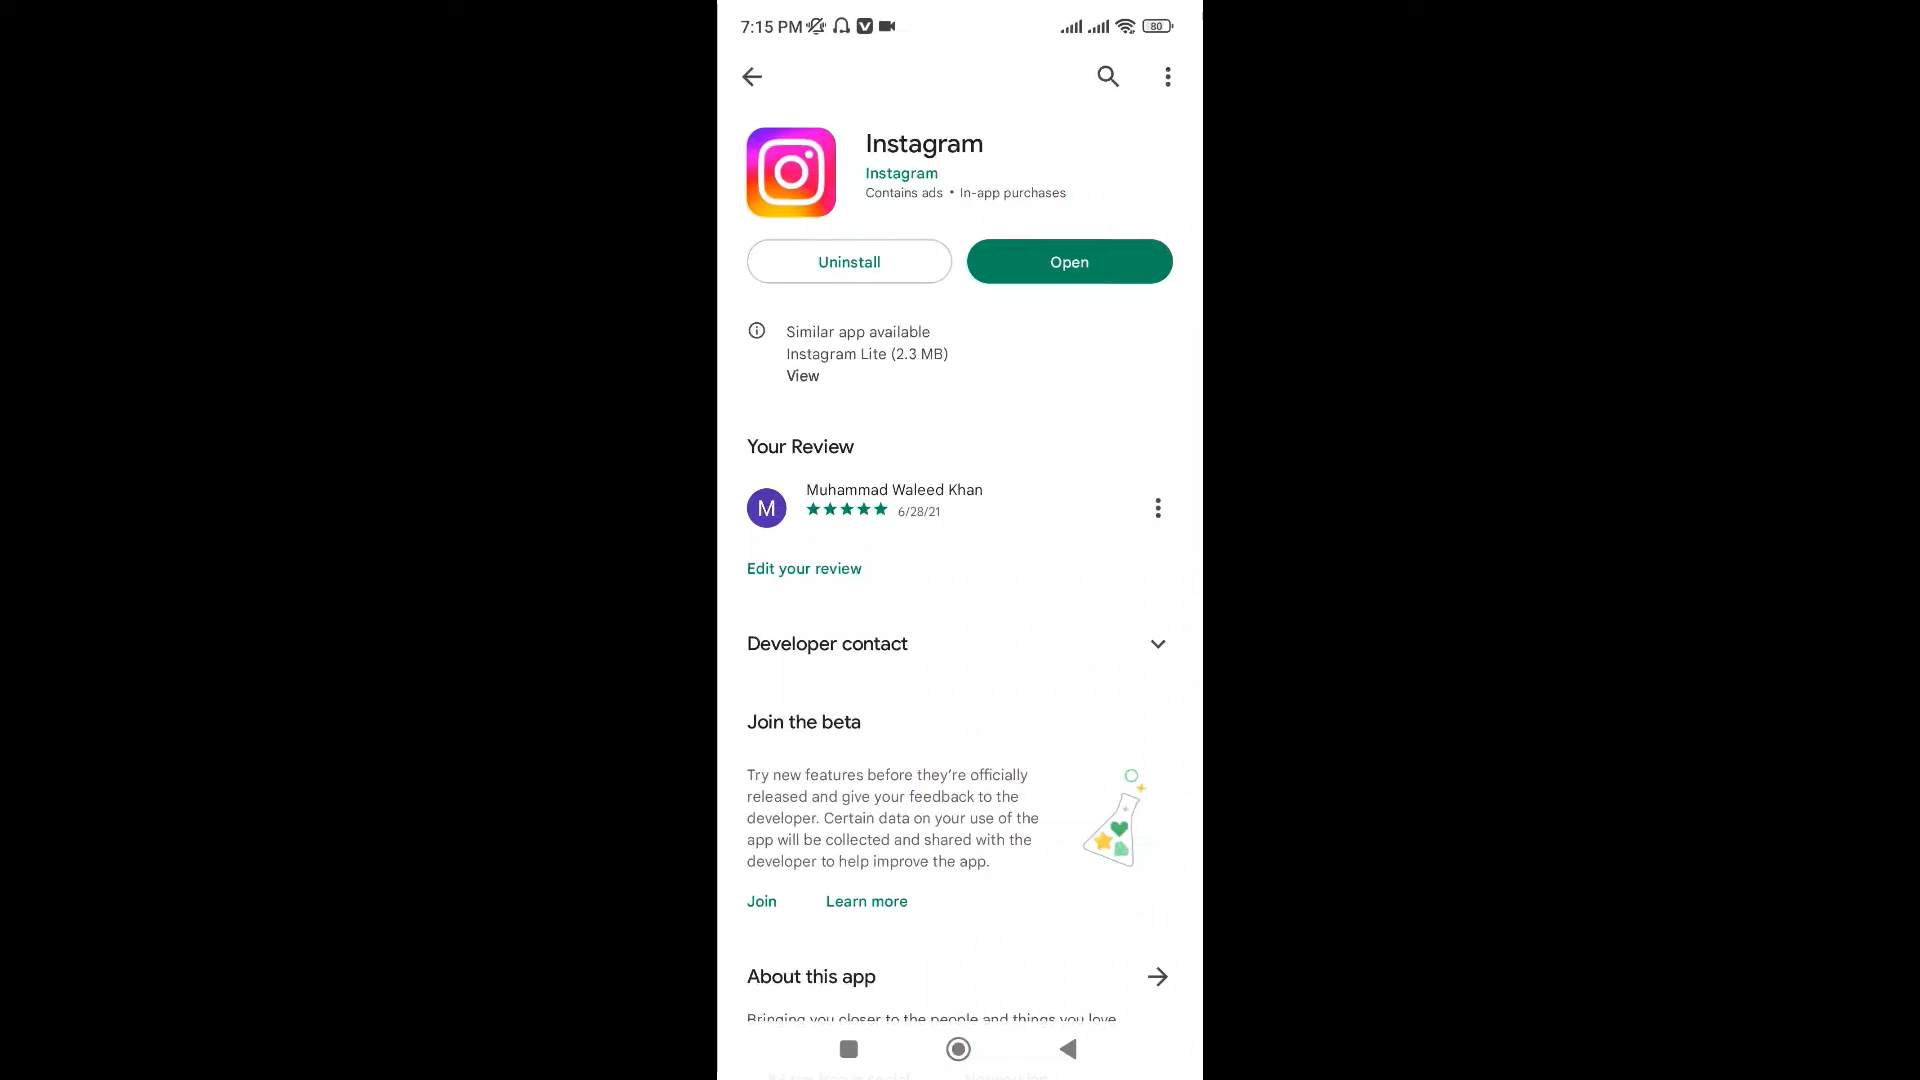 7:15 PM
80
Instagram
Instagram
Contains ads • In-app purchases
Uninstall
Open
Similar app available
Instagram Lite (2.3 MB)
View
Your Review
M
Muhammad Waleed Khan
6/28/21
Edit your review
Developer contact
Join the beta
Try new features before they're officially
released and give your feedback to the
developer. Certain data on your use of the
app will be collected and shared with the
developer to help improve the app.
Join
Learn more
About this app
Bringing you closer to the people and things you love